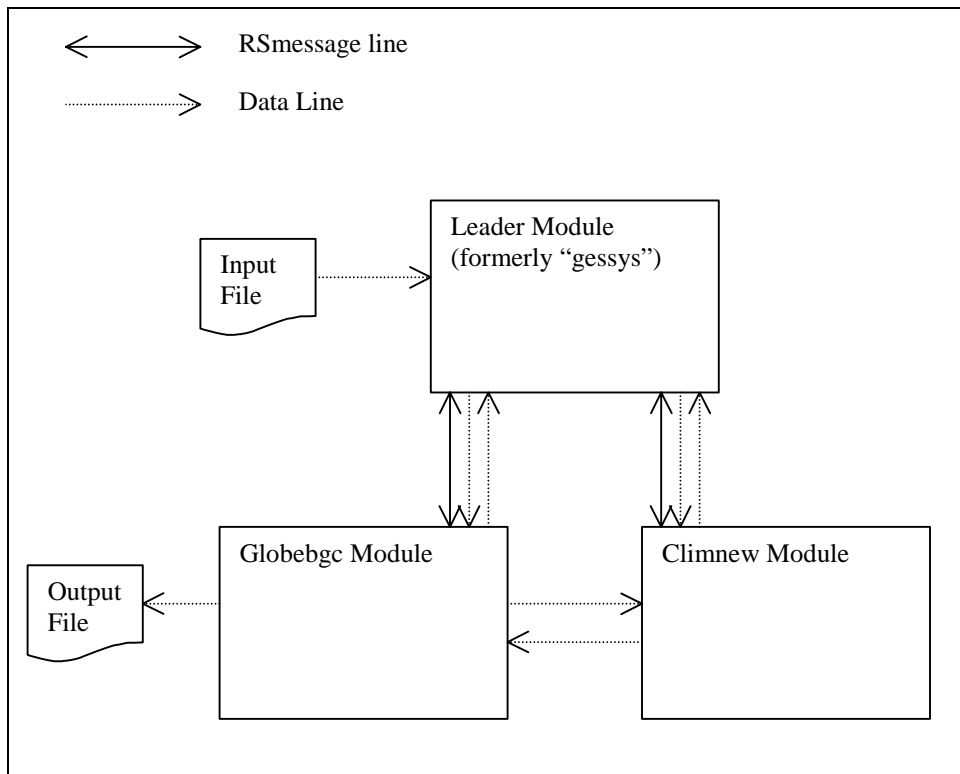 RSmessage line
Data Line
Leader Module
(formerly “gessys”)
Input
File
Globebgc Module
Climnew Module
Output
File